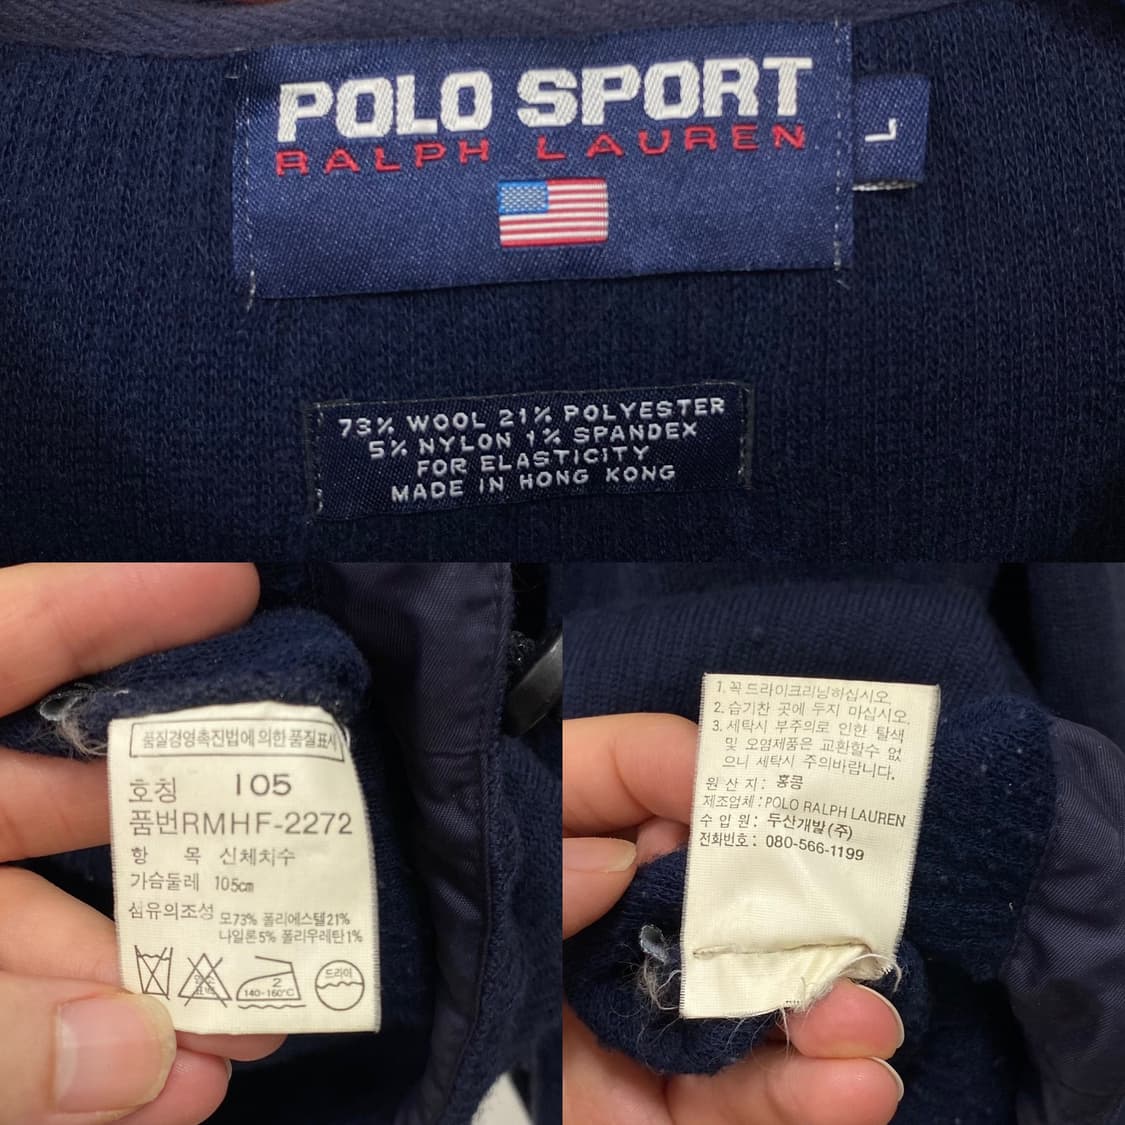 POLO SPORT
RALPH LAUREN
L
73% WOOL 21% POLYESTER
5% NYLON 1% SPANDEX
FOR ELASTICITY
MADE IN HONG KONG
품질경영촉진법에 의한 품질표시
호칭 105
품번RMHF-2272
항 목 신체치수
가슴둘레 105cm
섬유의조성 모73% 폴리에스텔21%
나일론5% 폴리우레탄1%
2
140-160°C
드라이
1. 꼭 드라이크리닝하십시오.
2. 습기찬 곳에 두지 마십시오.
3. 세탁시 부주의로 인한 탈색
및 오염제품은 교환할수 없
으니 세탁시 주의바랍니다.
원 산 지 : 홍콩
제조업체 : POLO RALPH LAUREN
수 입 원 : 두산개발(주)
전화번호 : 080-566-1199